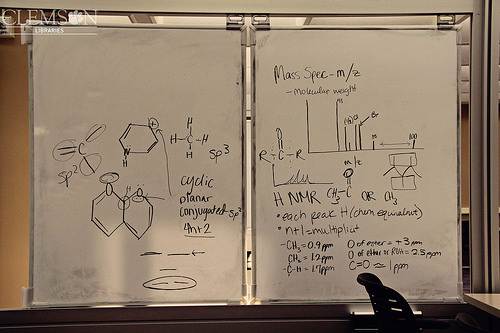 CLEMSON
LIBRARIES
H
H-C-H
H
sp3
N
H
sp2
cyclic
planar
conjugated-sp2
4n+2
Mass Spec - m/z
- molecular weight
Br
m
100
m/z
R-C-R
O
H NMR
CH3-C
OR CH3
• each peak H (chem equivalent)
• n+1 = multiplicit
- CH3 = 0.9 ppm
CH2 = 1.2 ppm
- C-H = 1.7 ppm
O of ester = + 3 ppm
O of ether or ROH = 2.5 ppm
C=O ≈ 1 ppm